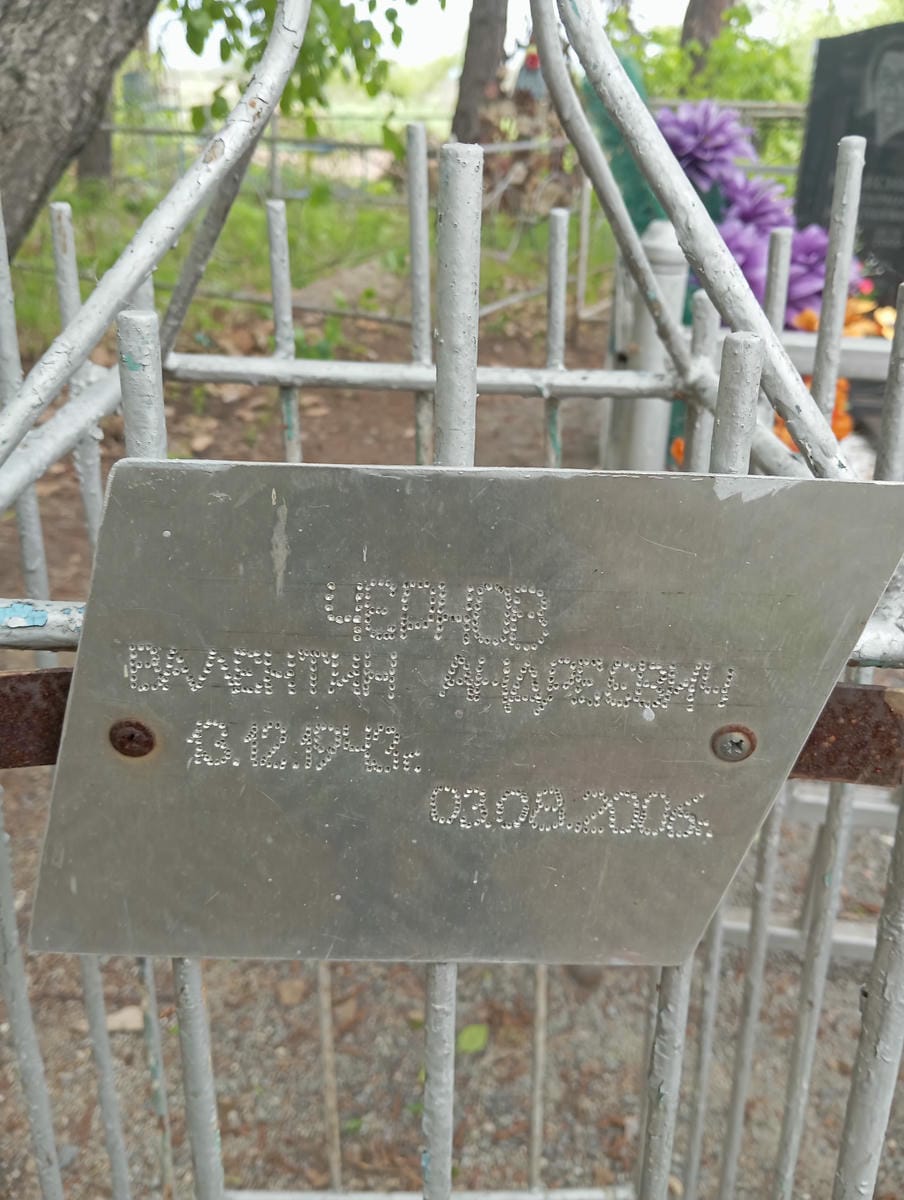 ЧЕРНОВ
ВАЛЕНТИН АНДРЕЕВИЧ
13.12.1943г.
03.08.2006г.